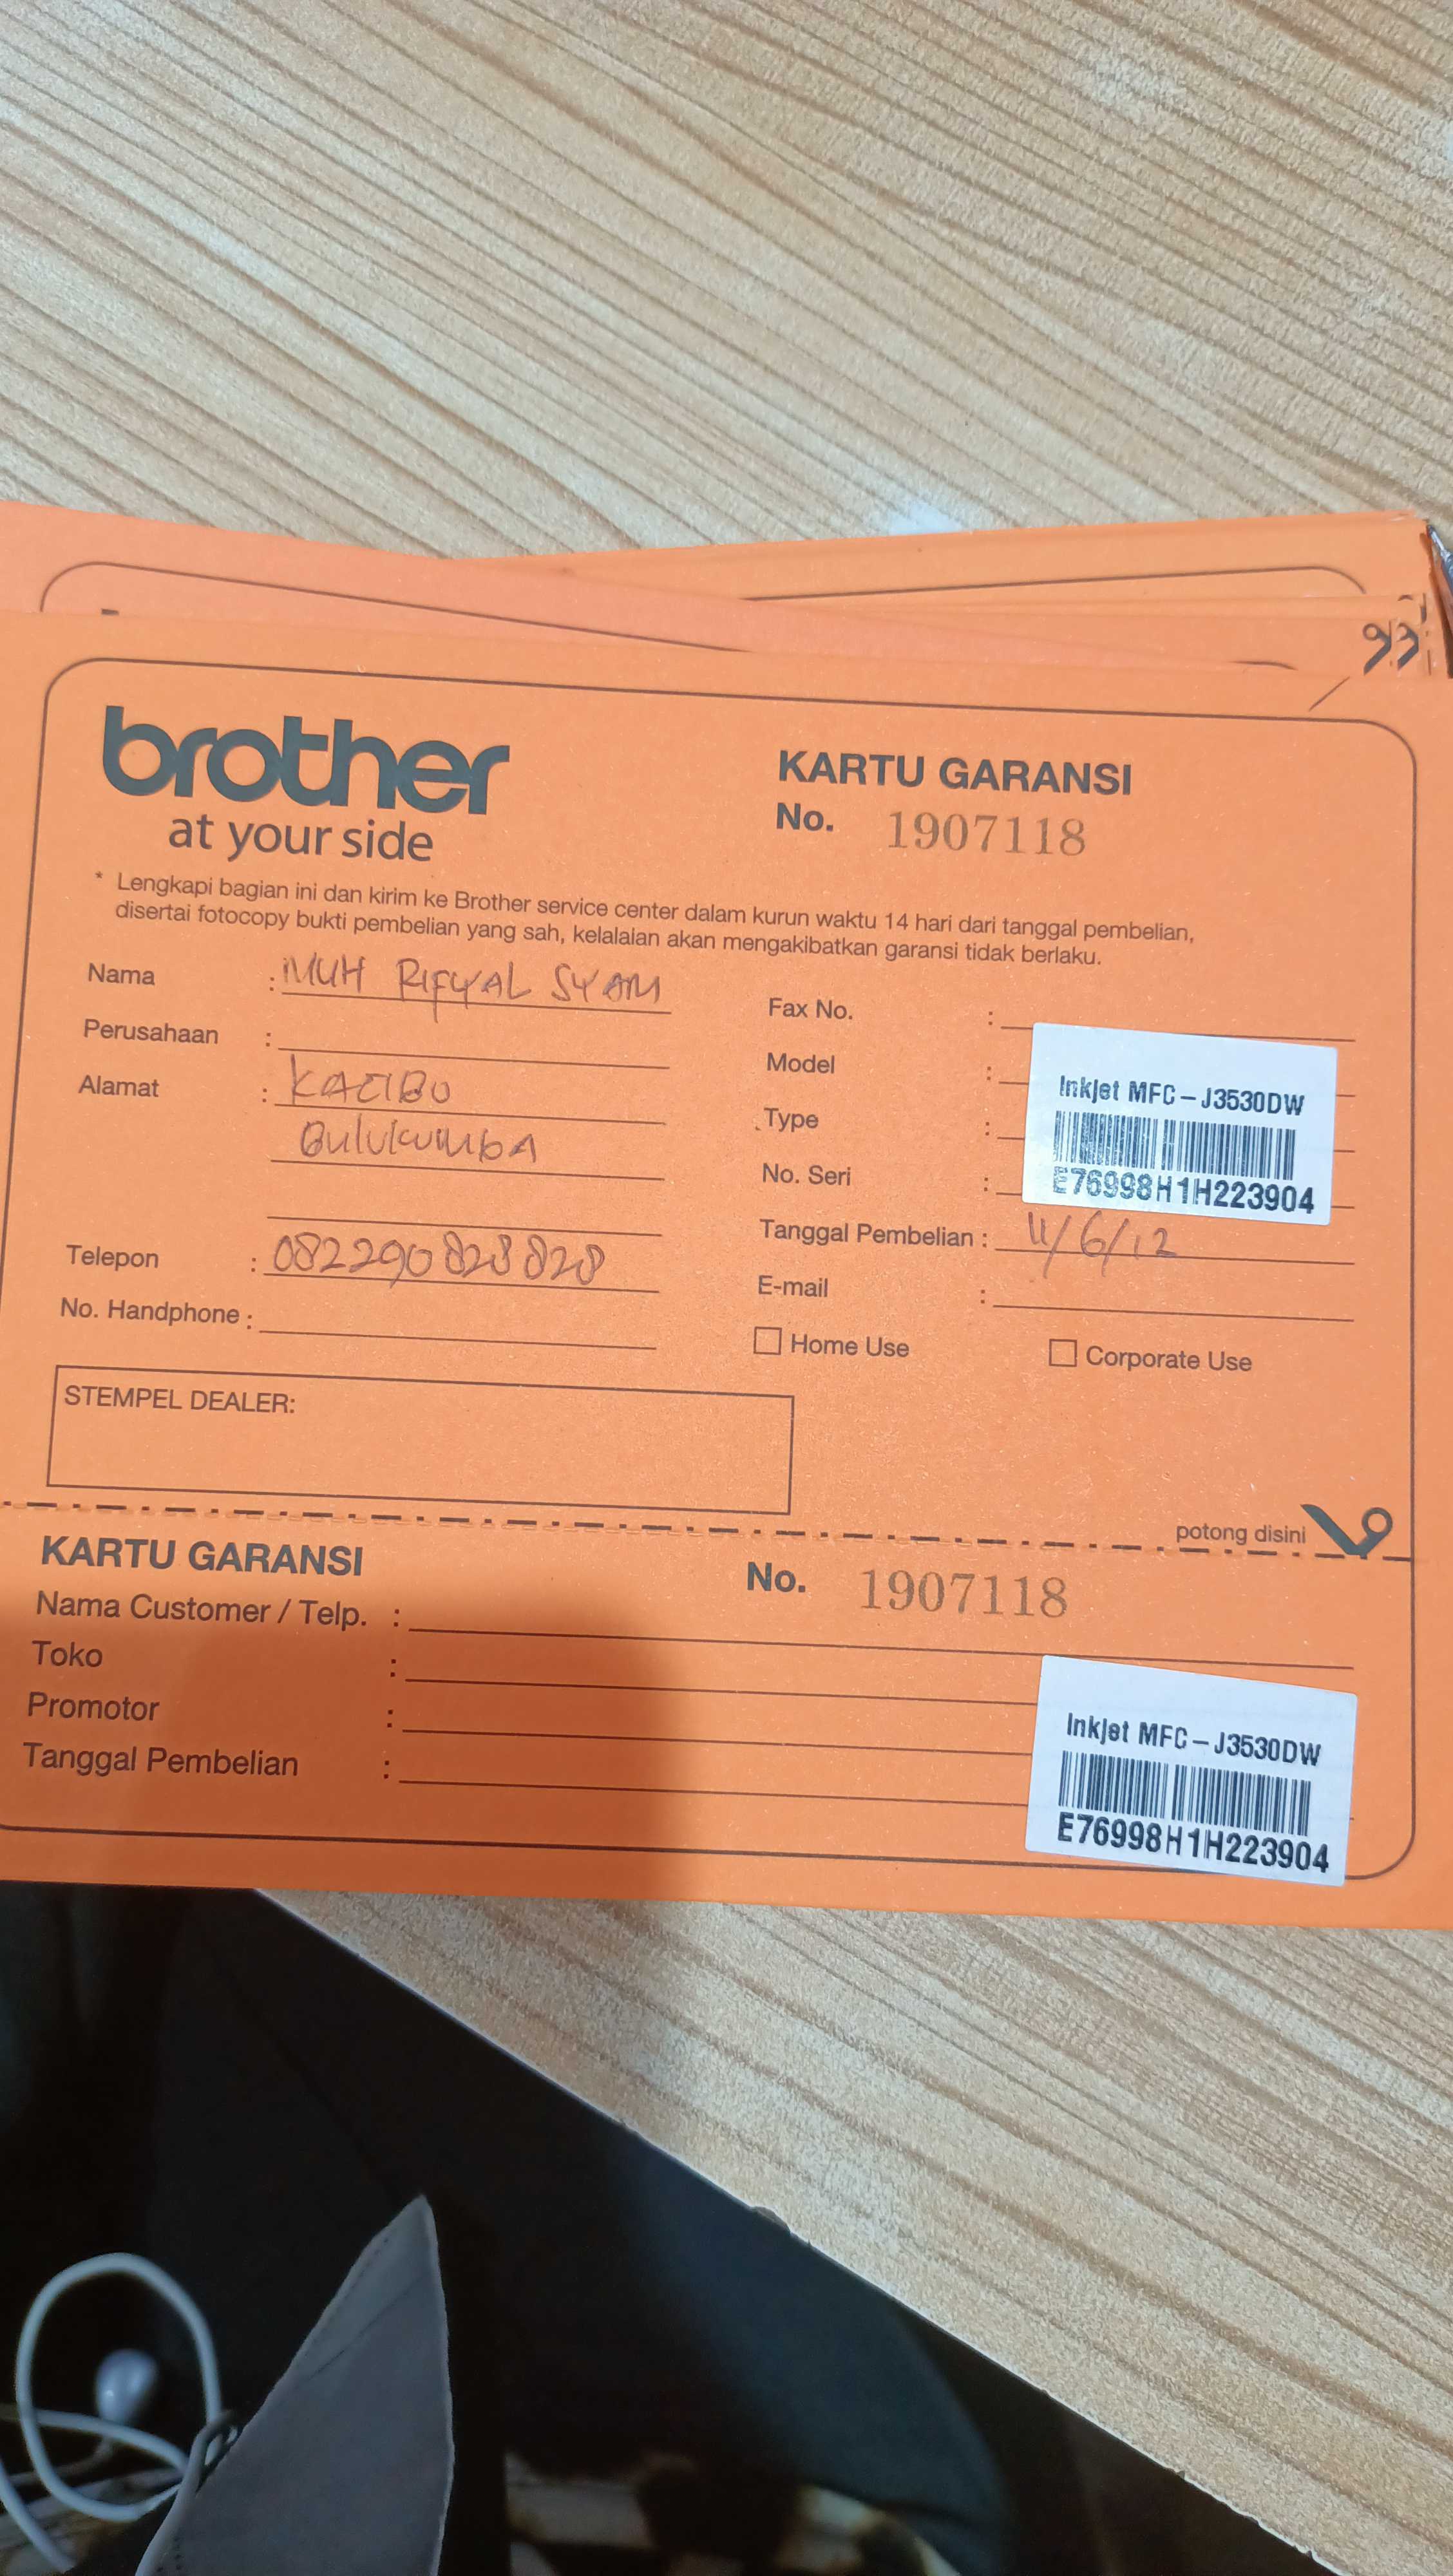 brother
at your side
KARTU GARANSI
No. 1907118
* Lengkapi bagian ini dan kirim ke Brother service center dalam kurun waktu 14 hari dari tanggal pembelian,
disertai fotocopy bukti pembelian yang sah, kelalaian akan mengakibatkan garansi tidak berlaku.
Nama : MUH RIFYAL SYAM
Perusahaan :
Alamat :
BULUKUMBA
Telepon : 082290828828
No. Handphone :
Fax No. :
Model :
Type :
No. Seri :
Inkjet MFC-J3530DW
E76998H1H223904
Tanggal Pembelian : 11/6/12
E-mail :
Home Use
Corporate Use
STEMPEL DEALER:
potong disini
KARTU GARANSI
No. 1907118
Nama Customer / Telp. :
Toko :
Promotor :
Tanggal Pembelian :
Inkjet MFC-J3530DW
E76998H1H223904